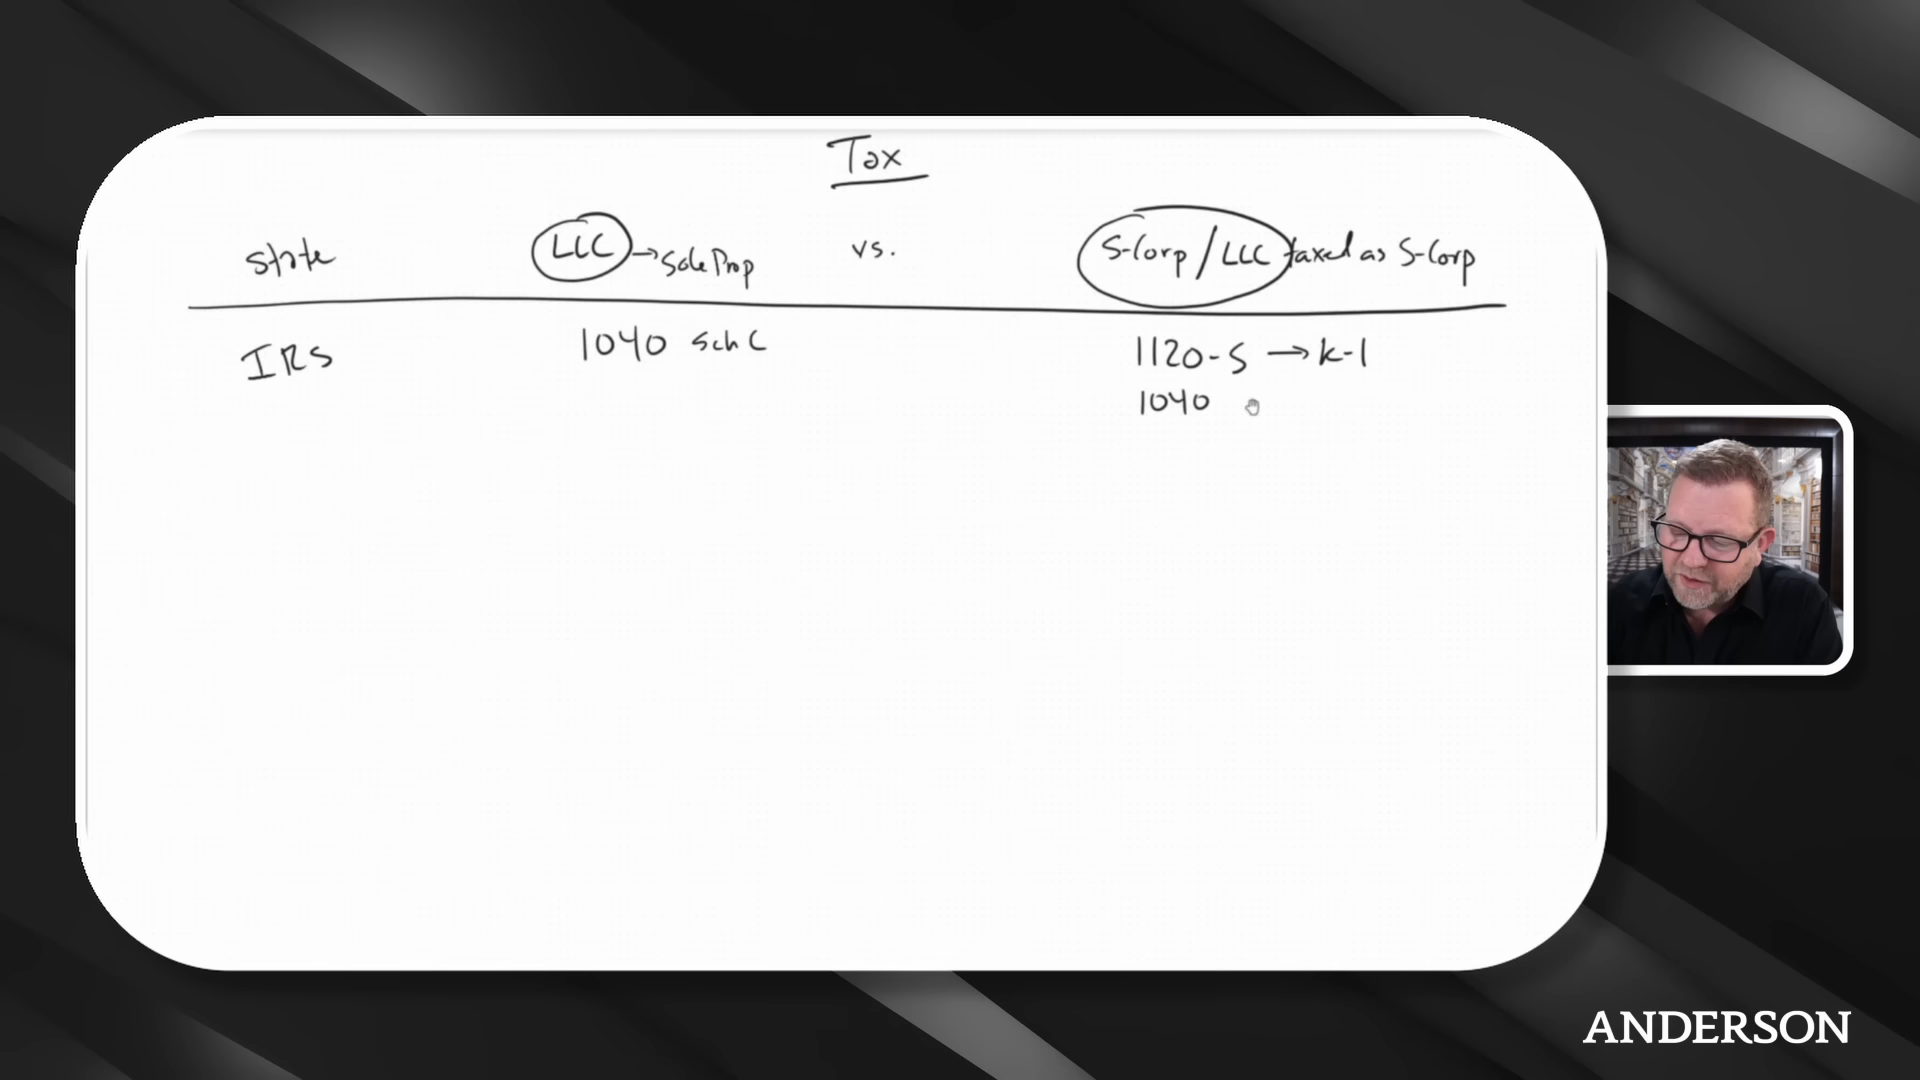 Tax
State LLC → Sole Prop vs. S-Corp / LLC taxed as S-Corp
IRS 1040 Sch C 1120-S → K-1
1040
ANDERSON